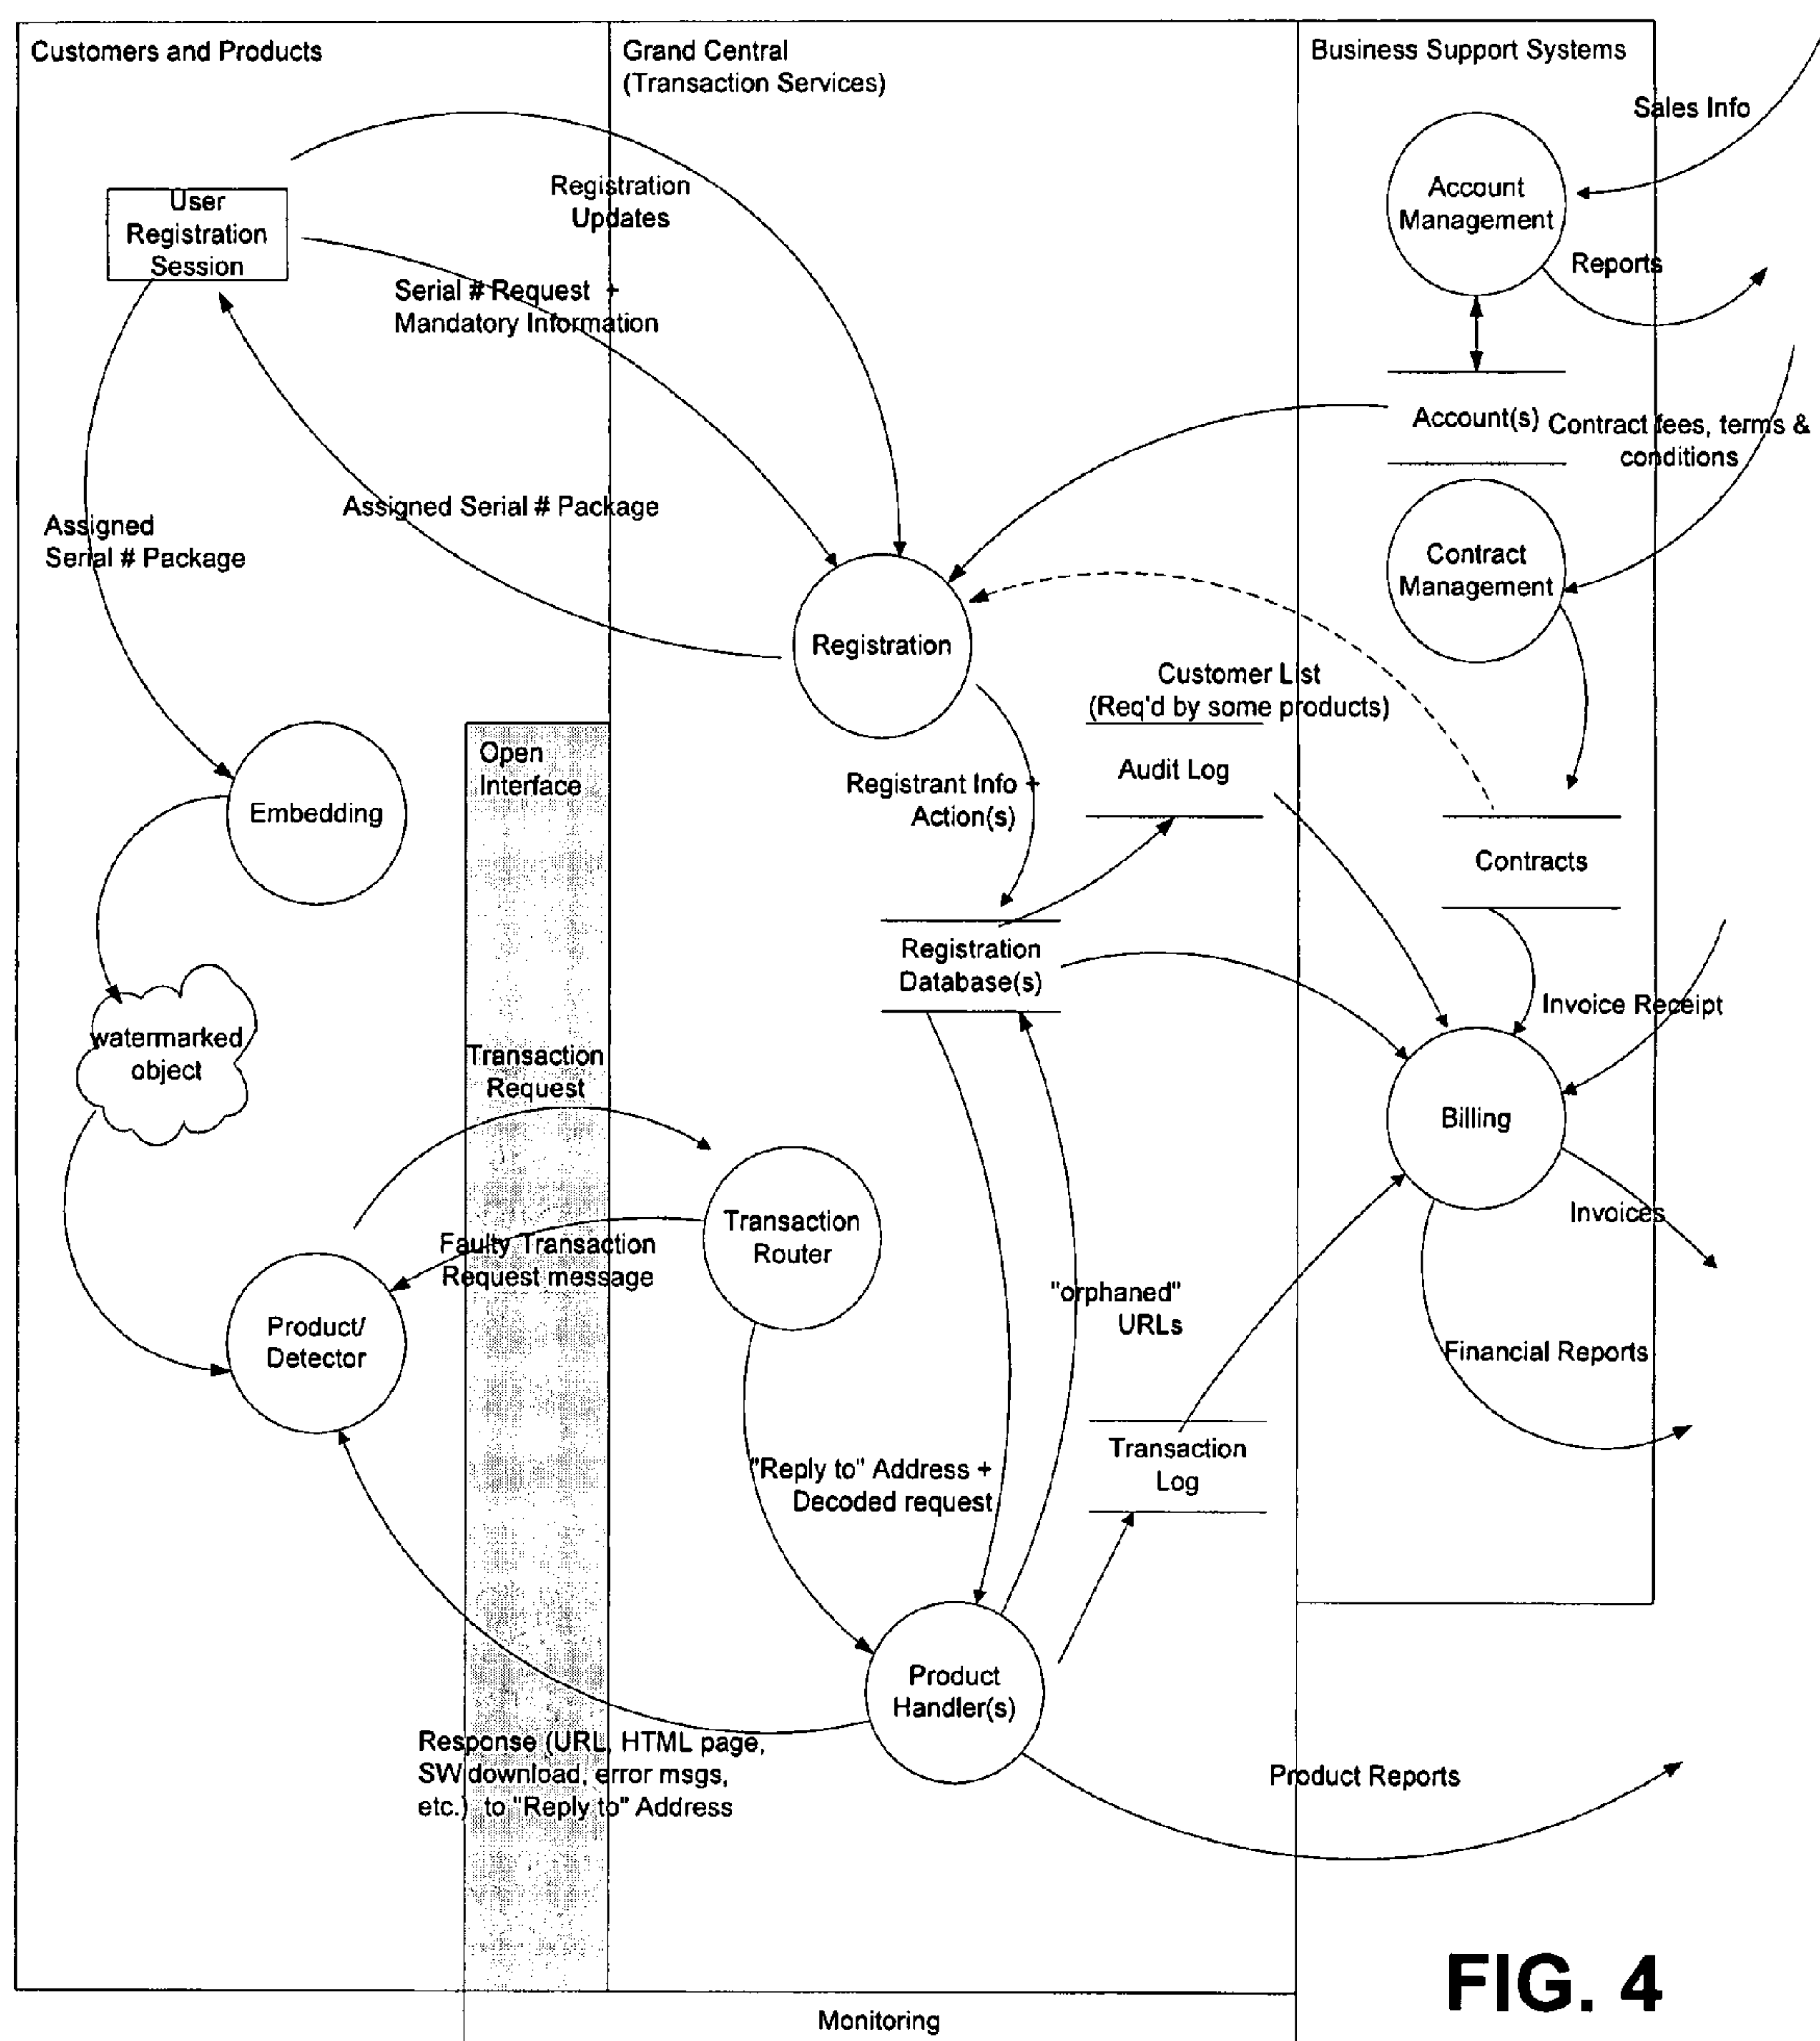 Customers and Products
Grand Central
(Transaction Services)
Business Support Systems
Sales Info
Account
Management
Reports
User
Registration
Session
Registration
Updates
Serial # Request +
Mandatory Information
Account(s)
Contract fees, terms &
conditions
Assigned Serial # Package
Assigned
Serial # Package
Contract
Management
Registration
Customer List
(Req'd by some products)
Open
Interface
Embedding
Registrant Info +
Action(s)
Audit Log
Contracts
Registration
Database(s)
Invoice Receipt
watermarked
object
Transaction
Request
Billing
Transaction
Router
Faulty Transaction
Request message
Invoices
"orphaned"
URLs
Product/
Detector
Financial Reports
"Reply to" Address +
Decoded request
Transaction
Log
Product
Handler(s)
Response (URL, HTML page,
SW download, error msgs,
etc.) to "Reply to" Address
Product Reports
FIG. 4
Monitoring